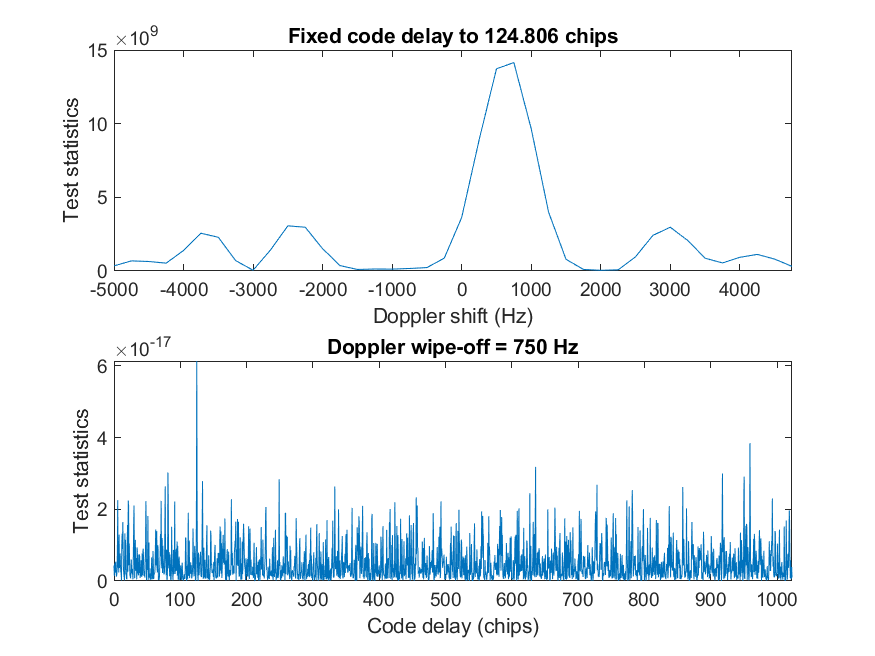 Fixed code delay to 124.806 chips
×10^9
15
10
5
0
Test statistics
-5000 -4000 -3000 -2000 -1000 0 1000 2000 3000 4000
Doppler shift (Hz)
Doppler wipe-off = 750 Hz
×10^-17
6
4
2
0
Test statistics
0 100 200 300 400 500 600 700 800 900 1000
Code delay (chips)